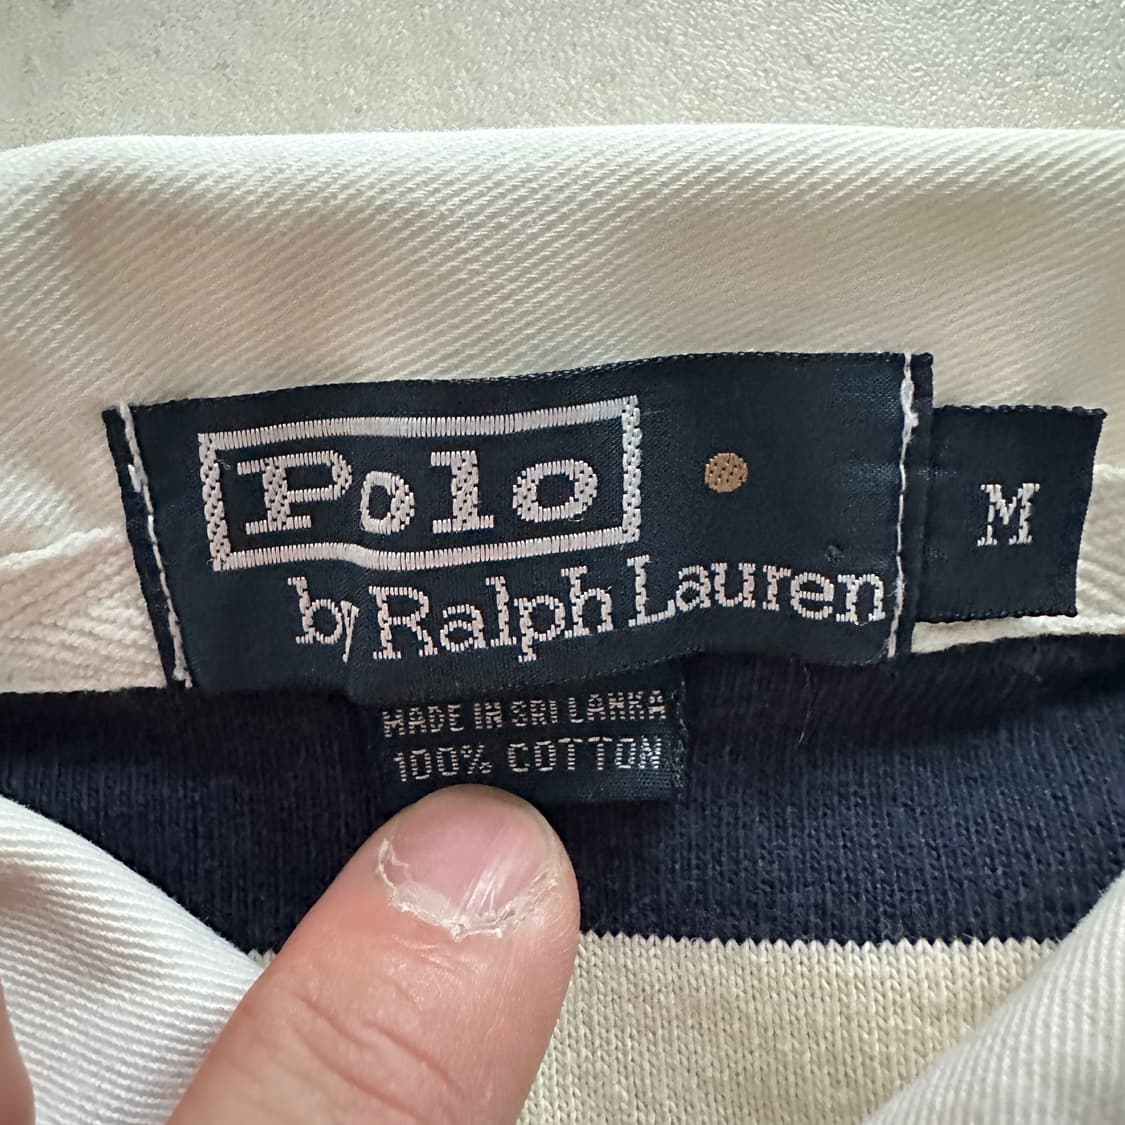 Polo
by Ralph Lauren
M
MADE IN SRI LANKA
100% COTTON